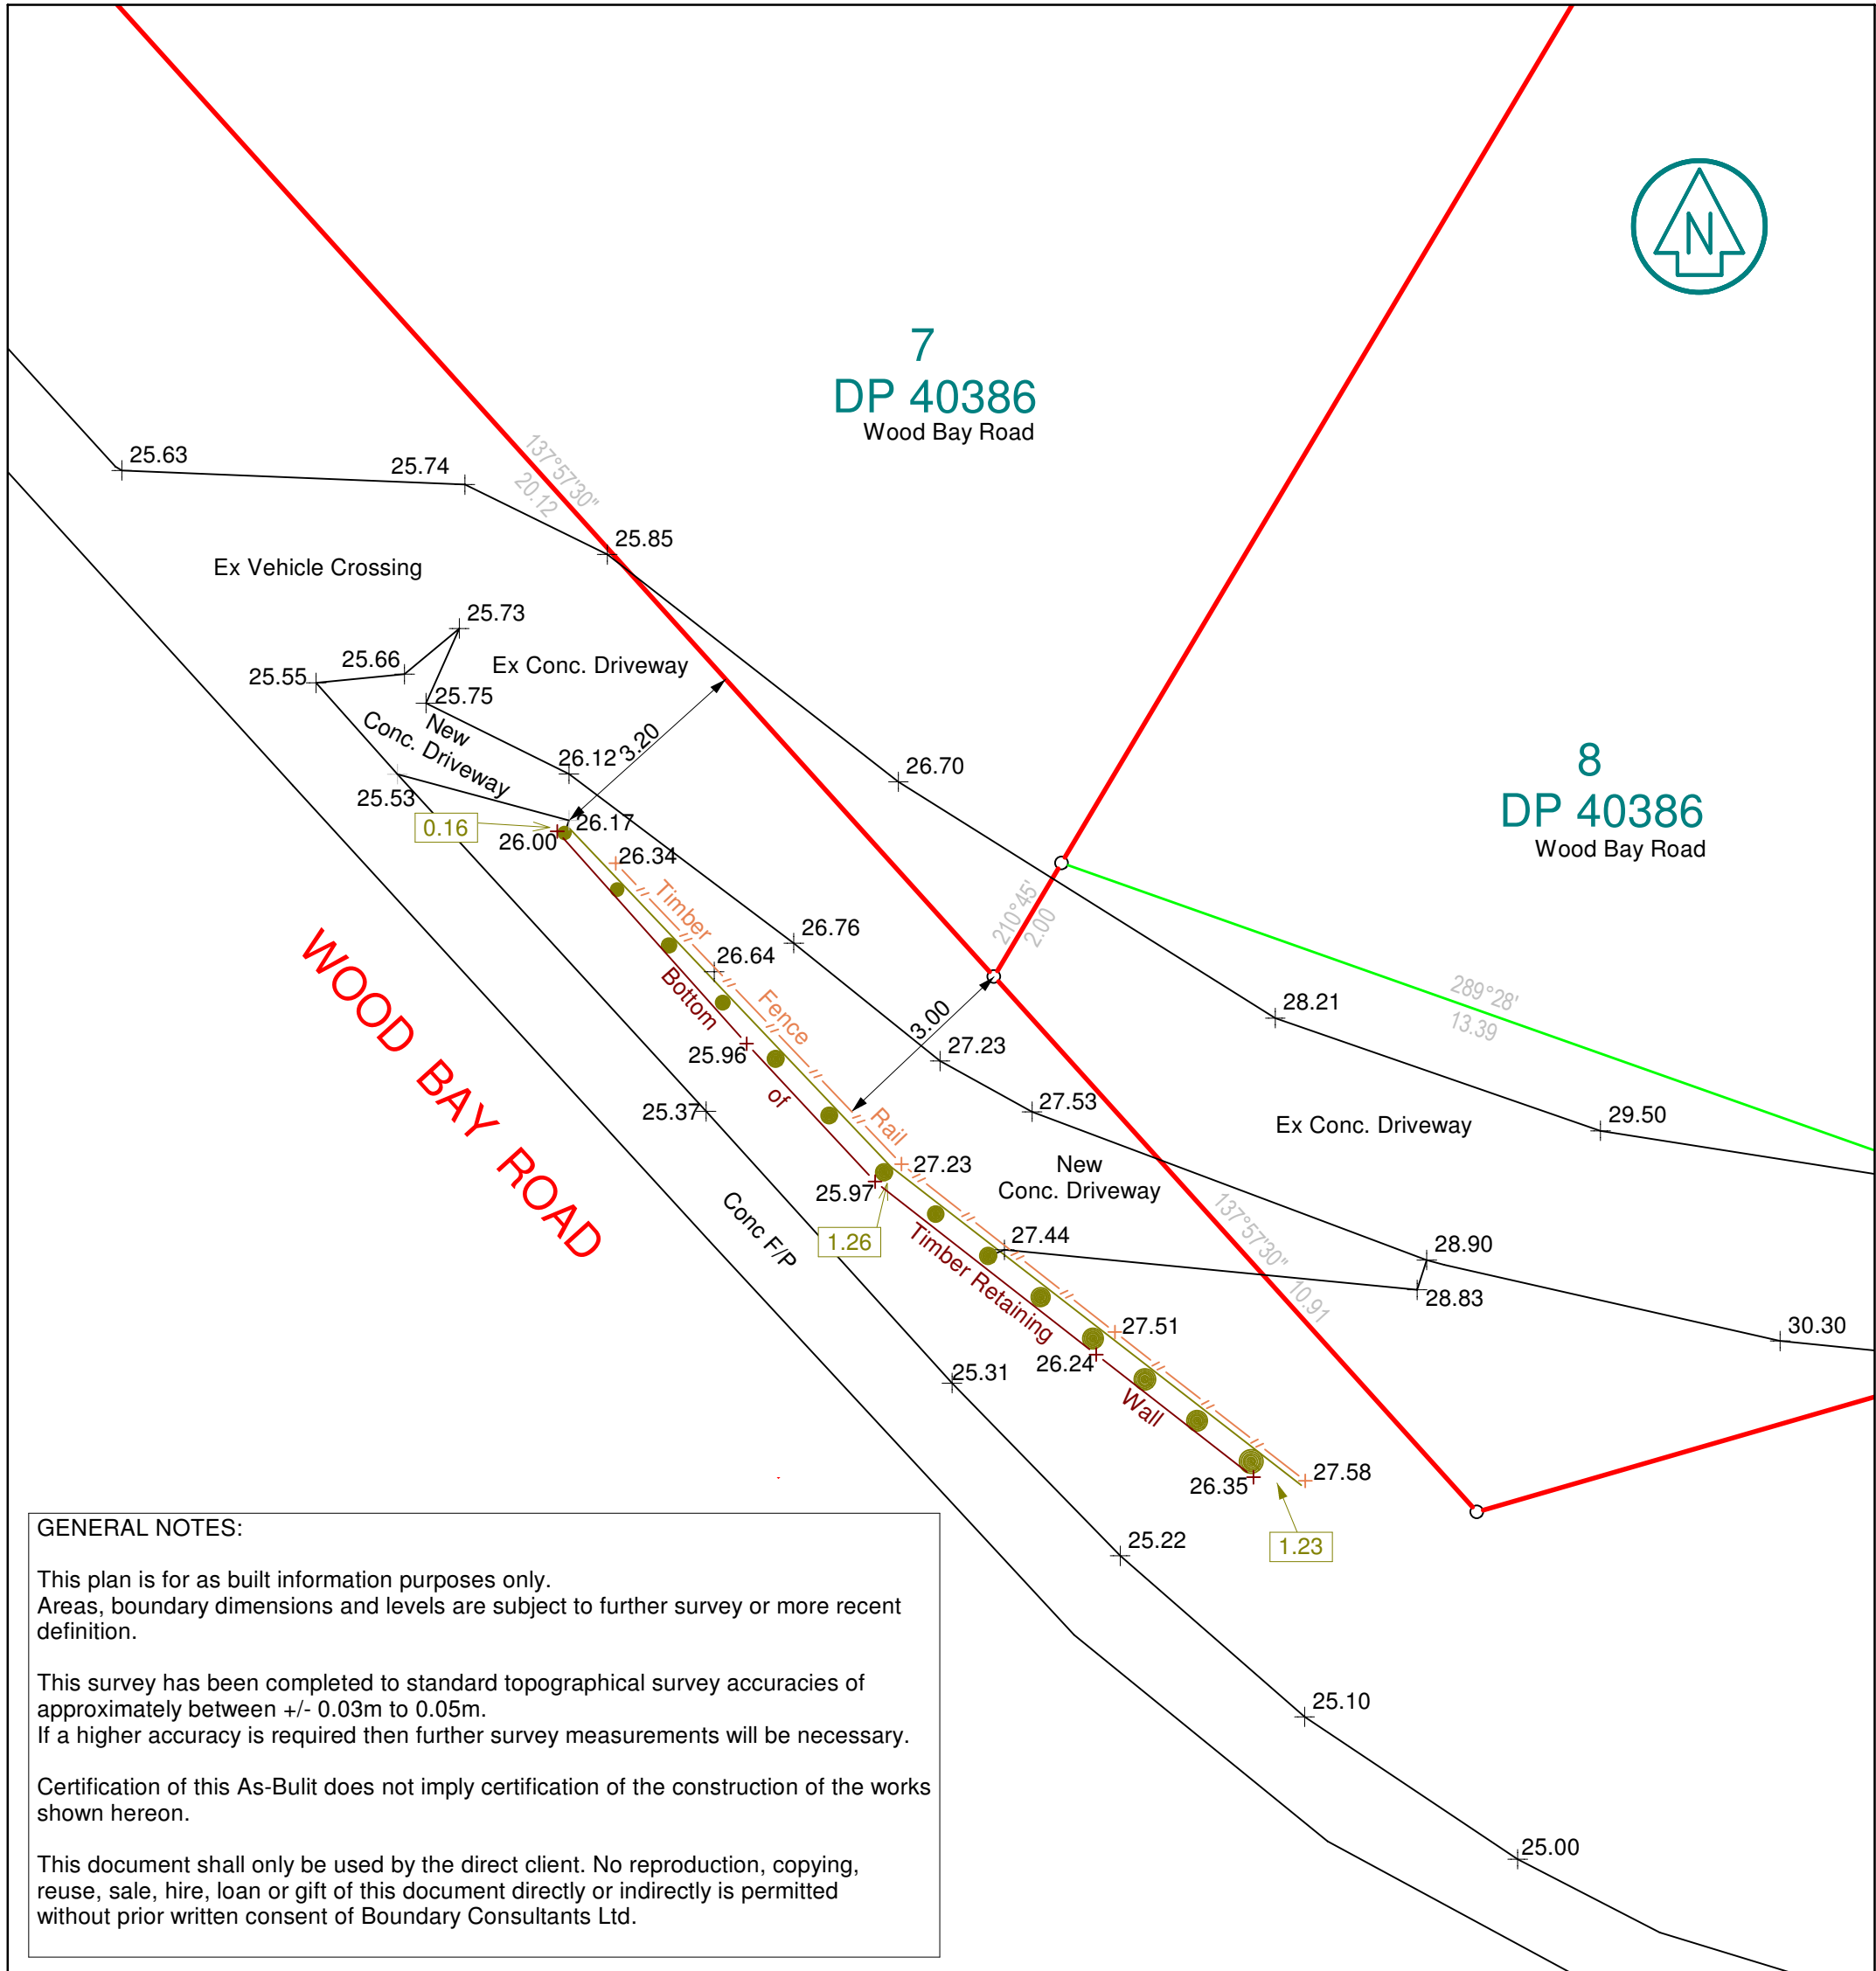 N
7
DP 40386
Wood Bay Road
137°57'30"
20.12
25.63
25.74
25.85
Ex Vehicle Crossing
25.73
25.66
25.55
Ex Conc. Driveway
25.75
New
Conc. Driveway
26.12
3.20
26.70
8
DP 40386
Wood Bay Road
25.53
0.16
26.17
26.00
26.34
Timber
210°45'
2.00
26.76
26.64
WOOD BAY ROAD
Bottom
Fence
289°28'
13.39
28.21
3.00
25.96
27.23
of
Rail
25.37
27.53
29.50
Ex Conc. Driveway
27.23
New
Conc. Driveway
25.97
Conc F/P
1.26
Timber Retaining
27.44
137°57'30"
10.91
28.90
28.83
27.51
30.30
26.24
25.31
Wall
27.58
26.35
1.23
25.22
25.10
25.00
GENERAL NOTES:
This plan is for as built information purposes only.
Areas, boundary dimensions and levels are subject to further survey or more recent
definition.
This survey has been completed to standard topographical survey accuracies of
approximately between +/- 0.03m to 0.05m.
If a higher accuracy is required then further survey measurements will be necessary.
Certification of this As-Bulit does not imply certification of the construction of the works
shown hereon.
This document shall only be used by the direct client. No reproduction, copying,
reuse, sale, hire, loan or gift of this document directly or indirectly is permitted
without prior written consent of Boundary Consultants Ltd.